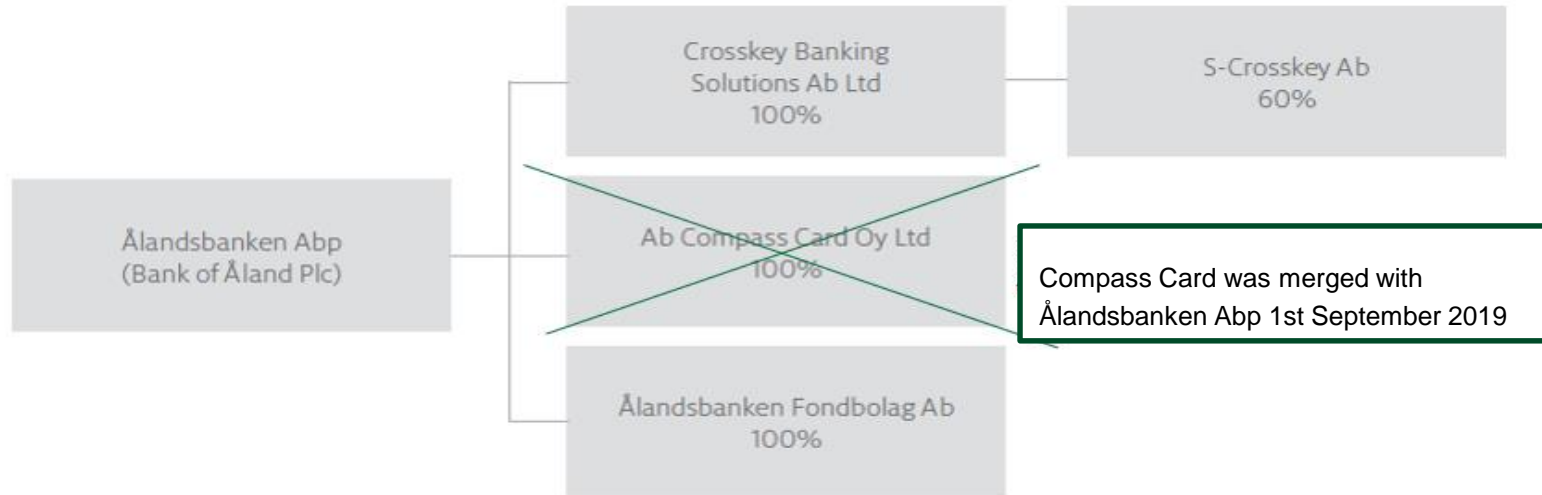 Crosskey Banking
Solutions Ab Ltd
100%
S-Crosskey Ab
60%
Ålandsbanken Abp
(Bank of Åland Plc)
Ab Compass Card Oy Ltd
100%
Compass Card was merged with
Ålandsbanken Abp 1st September 2019
Ålandsbanken Fondbolag Ab
100%